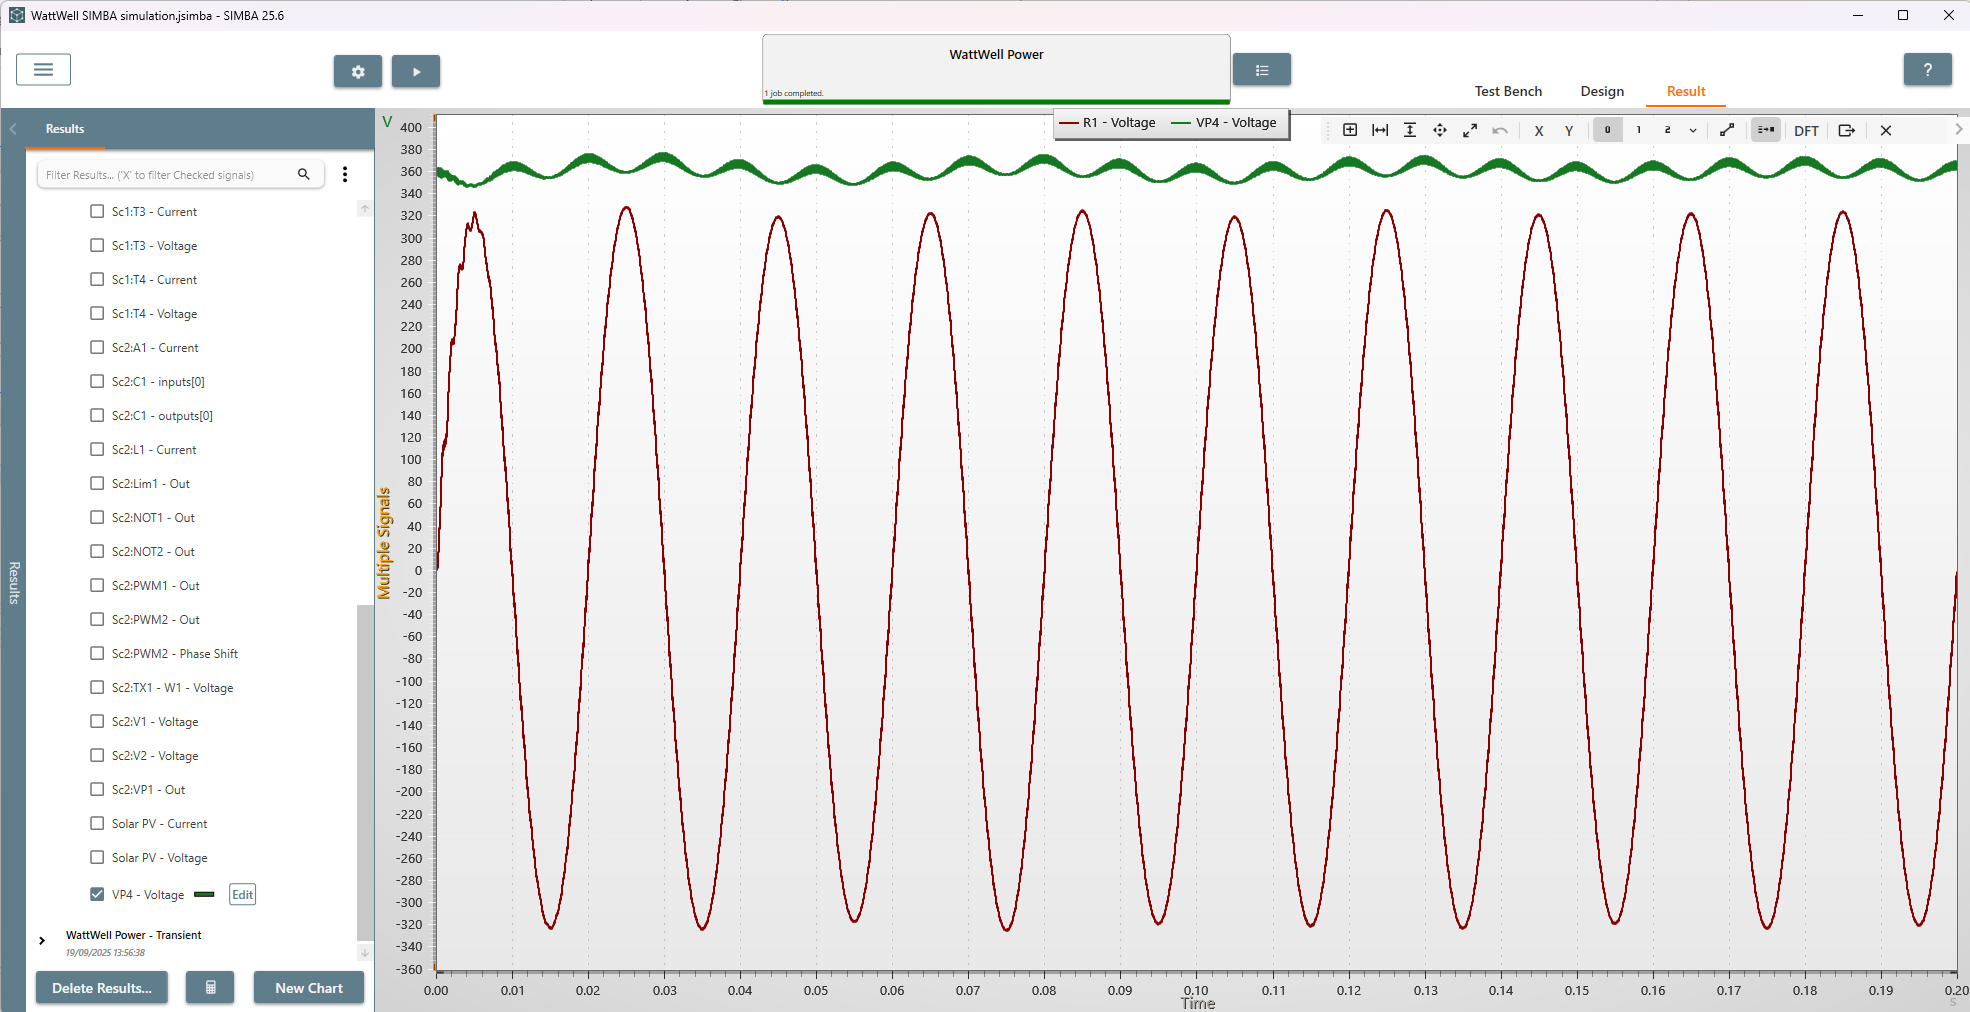 WattWell SIMBA simulation.jsimba - SIMBA 25.6
WattWell Power
1 job completed.
Test Bench
Design
Result
?
Results
Filter Results... ('X' to filter Checked signals)
Sc1:T3 - Current
Sc1:T3 - Voltage
Sc1:T4 - Current
Sc1:T4 - Voltage
Sc2:A1 - Current
Sc2:C1 - inputs[0]
Sc2:C1 - outputs[0]
Sc2:L1 - Current
Sc2:Lim1 - Out
Sc2:NOT1 - Out
Sc2:NOT2 - Out
Sc2:PWM1 - Out
Sc2:PWM2 - Out
Sc2:PWM2 - Phase Shift
Sc2:TX1 - W1 - Voltage
Sc2:V1 - Voltage
Sc2:V2 - Voltage
Sc2:VP1 - Out
Solar PV - Current
Solar PV - Voltage
VP4 - Voltage
Edit
WattWell Power - Transient
19/09/2025 13:56:38
Delete Results...
New Chart
Results
R1 - Voltage
VP4 - Voltage
X
Y
0
1
2
DFT
V
Multiple Signals
400
380
360
340
320
300
280
260
240
220
200
180
160
140
120
100
80
60
40
20
0
-20
-40
-60
-80
-100
-120
-140
-160
-180
-200
-220
-240
-260
-280
-300
-320
-340
-360
0.00
0.01
0.02
0.03
0.04
0.05
0.06
0.07
0.08
0.09
0.10
0.11
0.12
0.13
0.14
0.15
0.16
0.17
0.18
0.19
0.20
Time
s